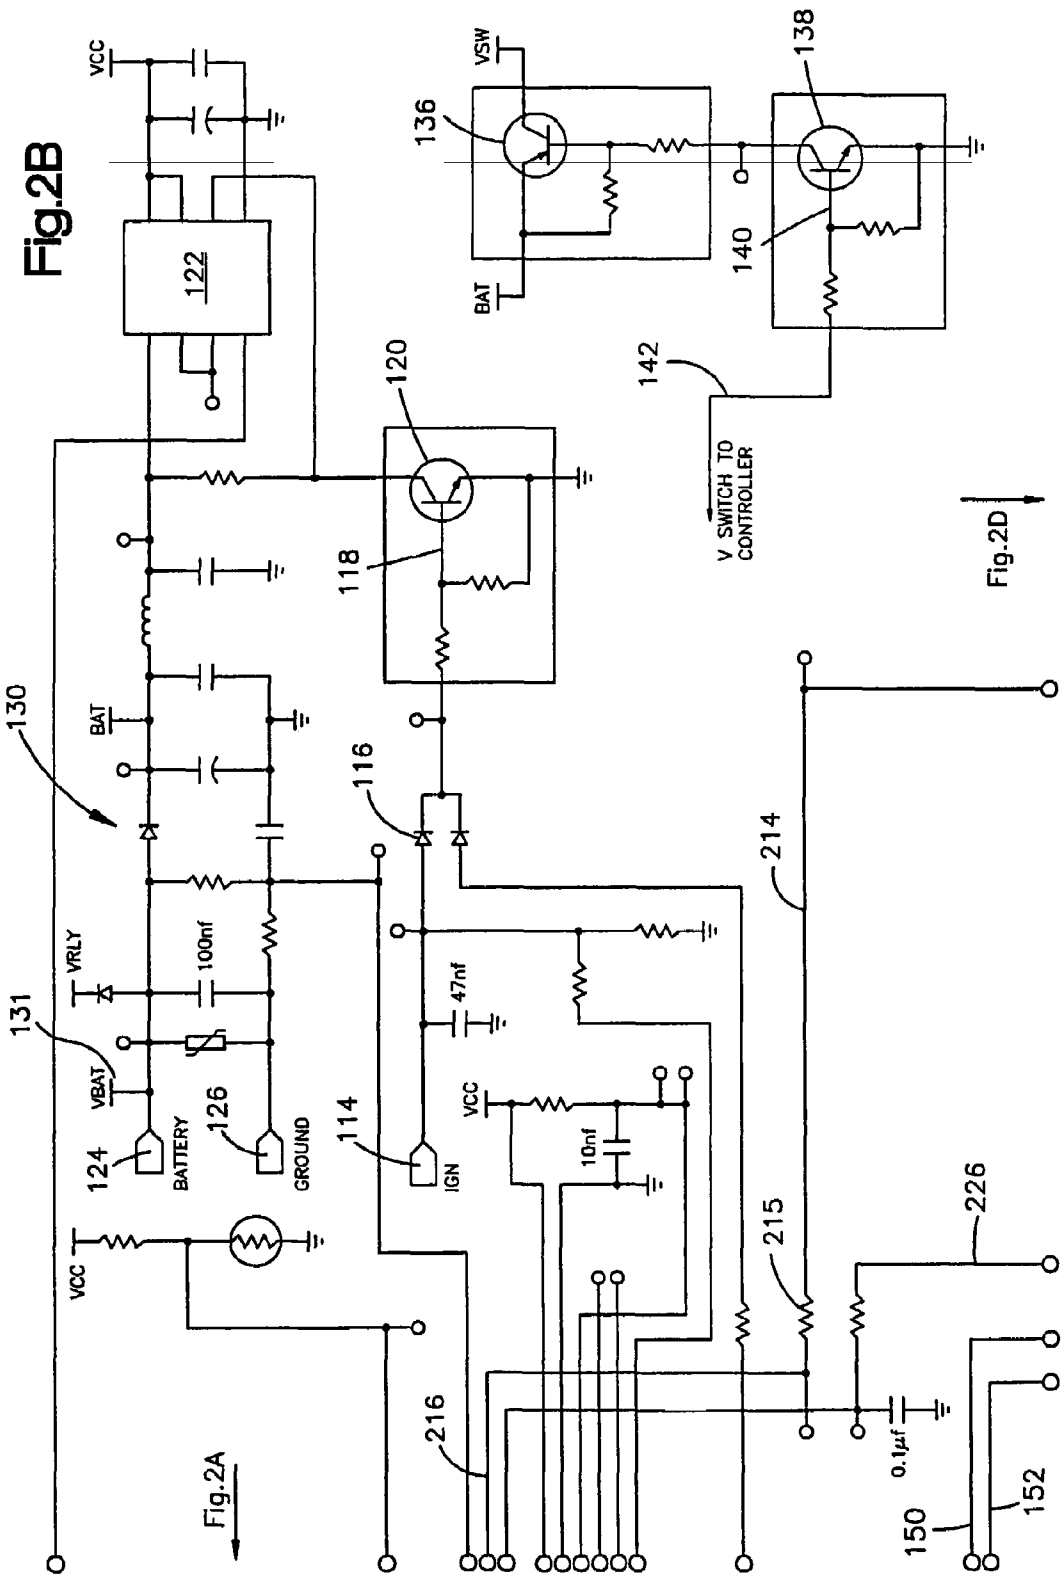 Fig.2B
VCC
122
130
BAT
VRLY
131
VBAT
100nf
124
BATTERY
126
GROUND
VCC
Fig.2A
136
VSW
BAT
138
140
142
V SWITCH TO
CONTROLLER
Fig.2D
120
118
116
47nf
114
IGN
VCC
10nf
214
215
216
226
0.1µf
150
152